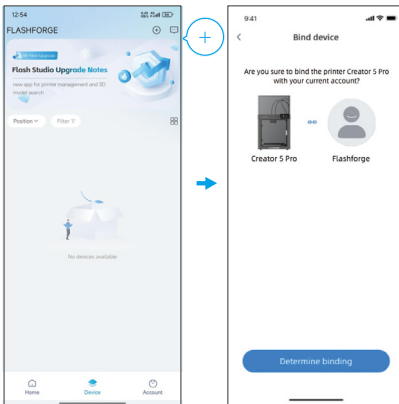 12:54
FLASHFORGE
Flash Studio Upgrade Notes
new app for printer management and 3D
model search
Position
Filter
No devices available
Home
Device
Account
9:41
Bind device
Are you sure to bind the printer Creator 5 Pro
with your current account?
Creator 5 Pro
Flashforge
Determine binding